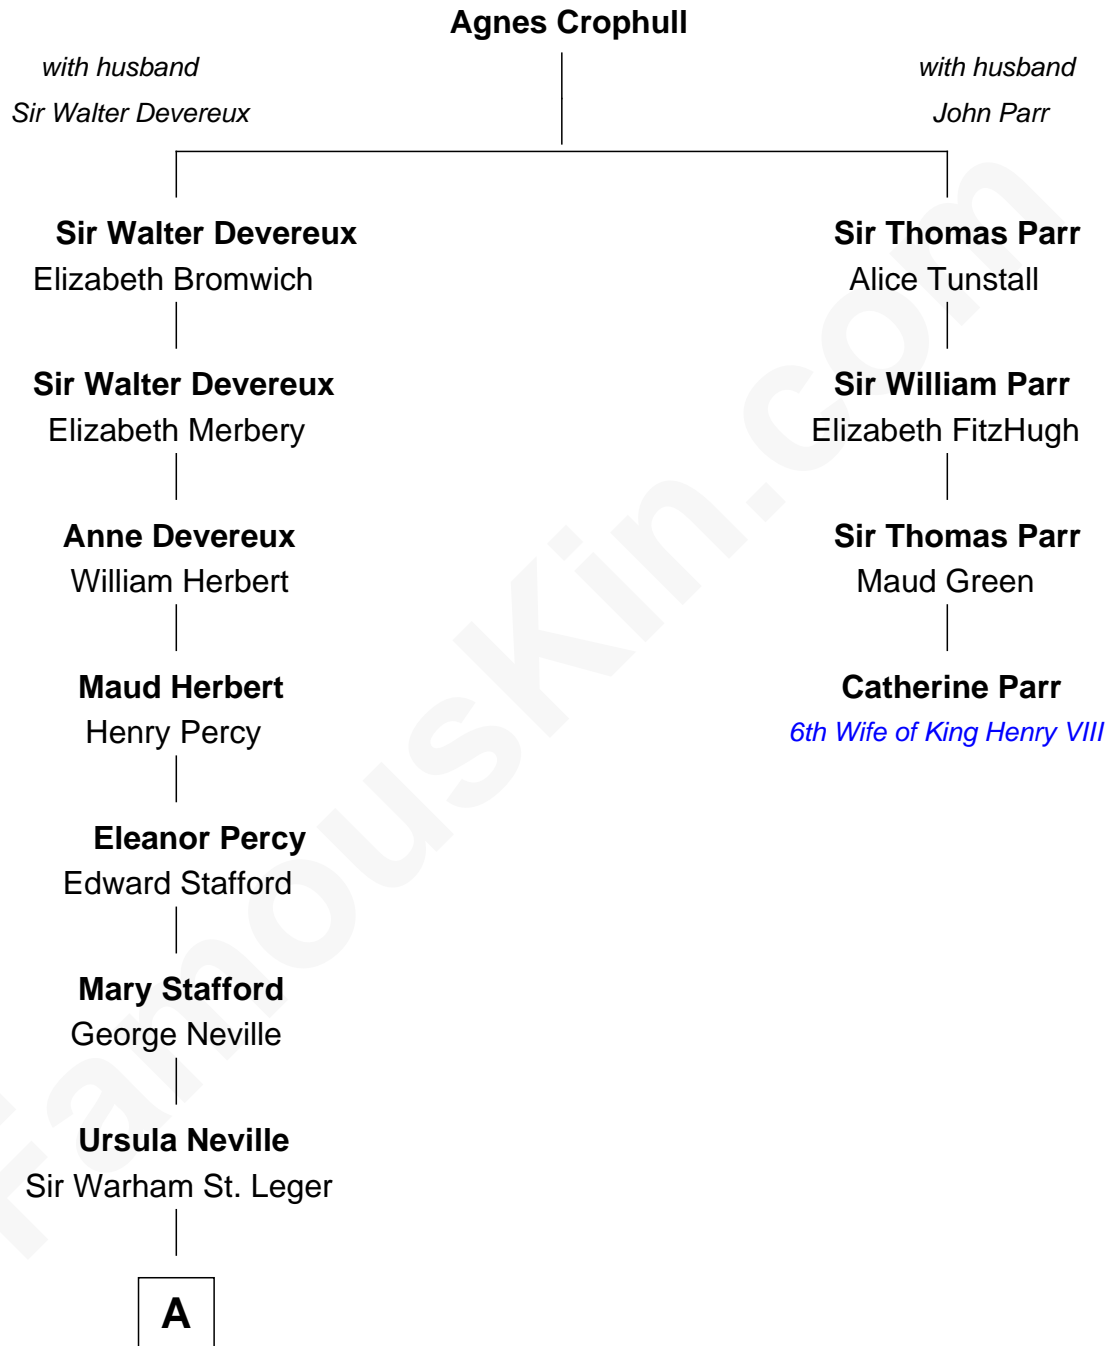 Agnes Crophull
with husband
Sir Walter Devereux
with husband
John Parr
Sir Walter Devereux
Elizabeth Bromwich
Sir Thomas Parr
Alice Tunstall
Sir Walter Devereux
Elizabeth Merbery
Sir William Parr
Elizabeth FitzHugh
Anne Devereux
William Herbert
Sir Thomas Parr
Maud Green
Maud Herbert
Henry Percy
Catherine Parr
6th Wife of King Henry VIII
Eleanor Percy
Edward Stafford
Mary Stafford
George Neville
Ursula Neville
Sir Warham St. Leger
A
FamousKin.com